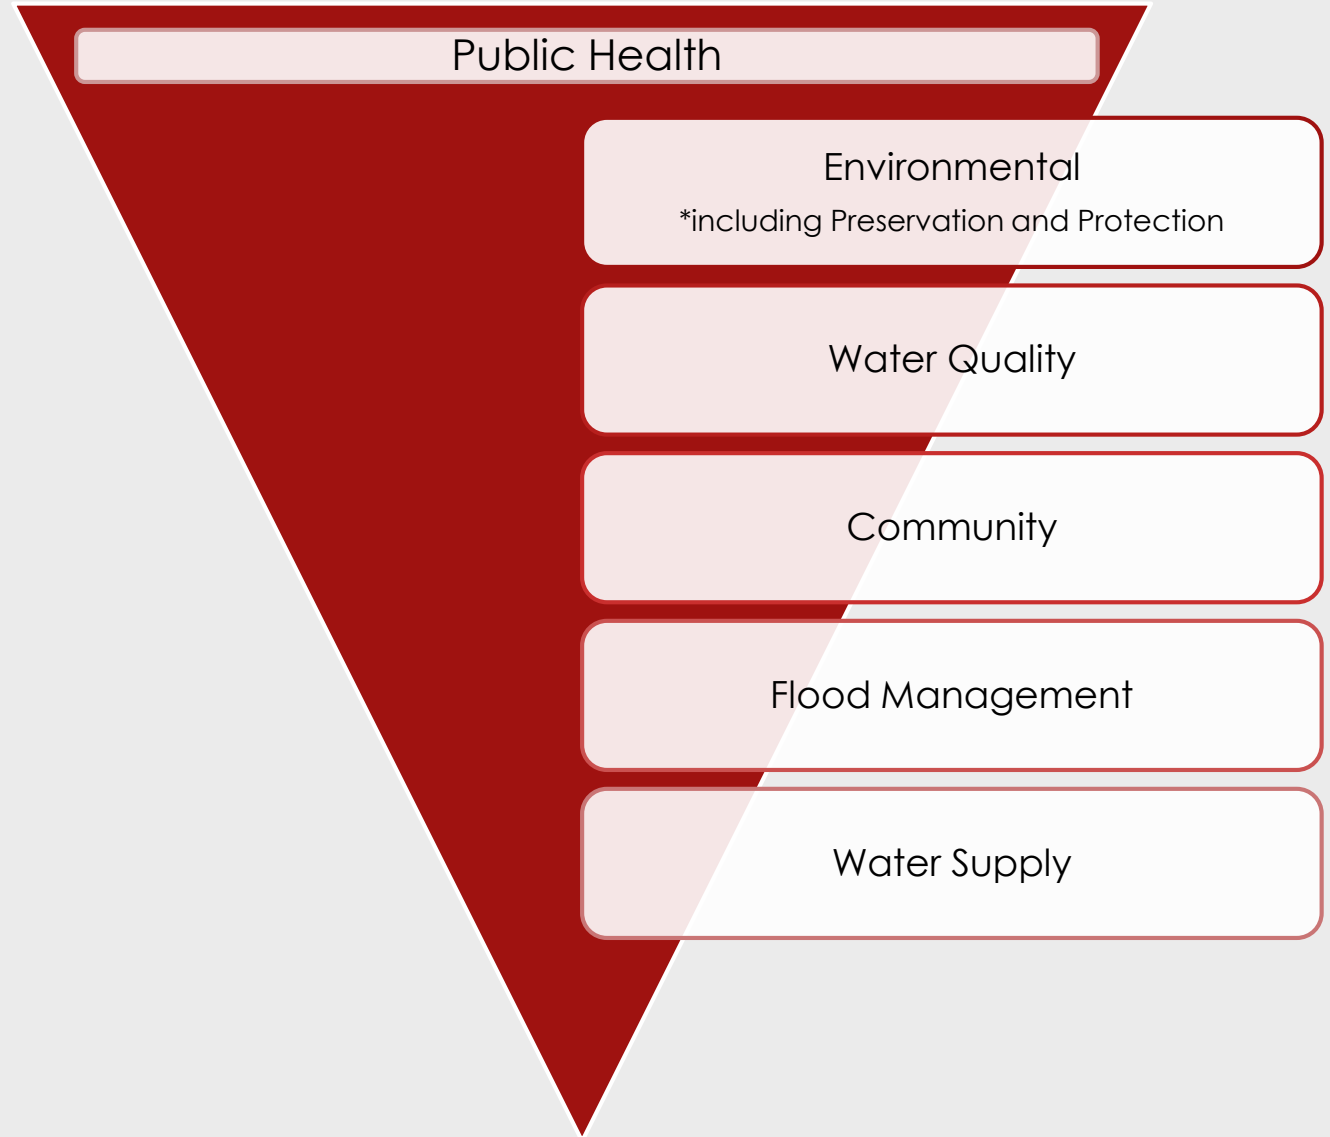 Public Health
Environmental
*including Preservation and Protection
Water Quality
Community
Flood Management
Water Supply